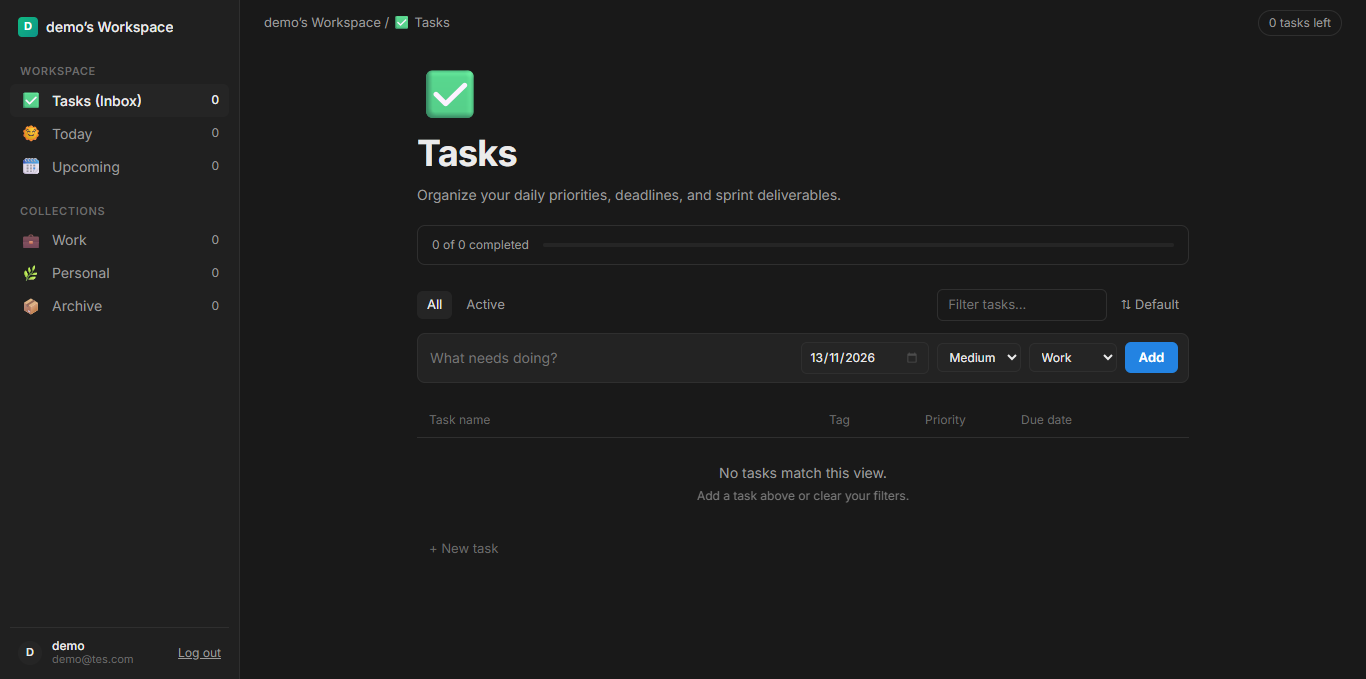 D demo's Workspace
WORKSPACE
Tasks (Inbox) 0
Today 0
Upcoming 0
COLLECTIONS
Work 0
Personal 0
Archive 0
D demo
demo@tes.com
Log out
demo's Workspace / Tasks
0 tasks left
Tasks
Organize your daily priorities, deadlines, and sprint deliverables.
0 of 0 completed
All Active Filter tasks... ⇅ Default
What needs doing? 13/11/2026 Medium Work Add
Task name Tag Priority Due date
No tasks match this view.
Add a task above or clear your filters.
+ New task